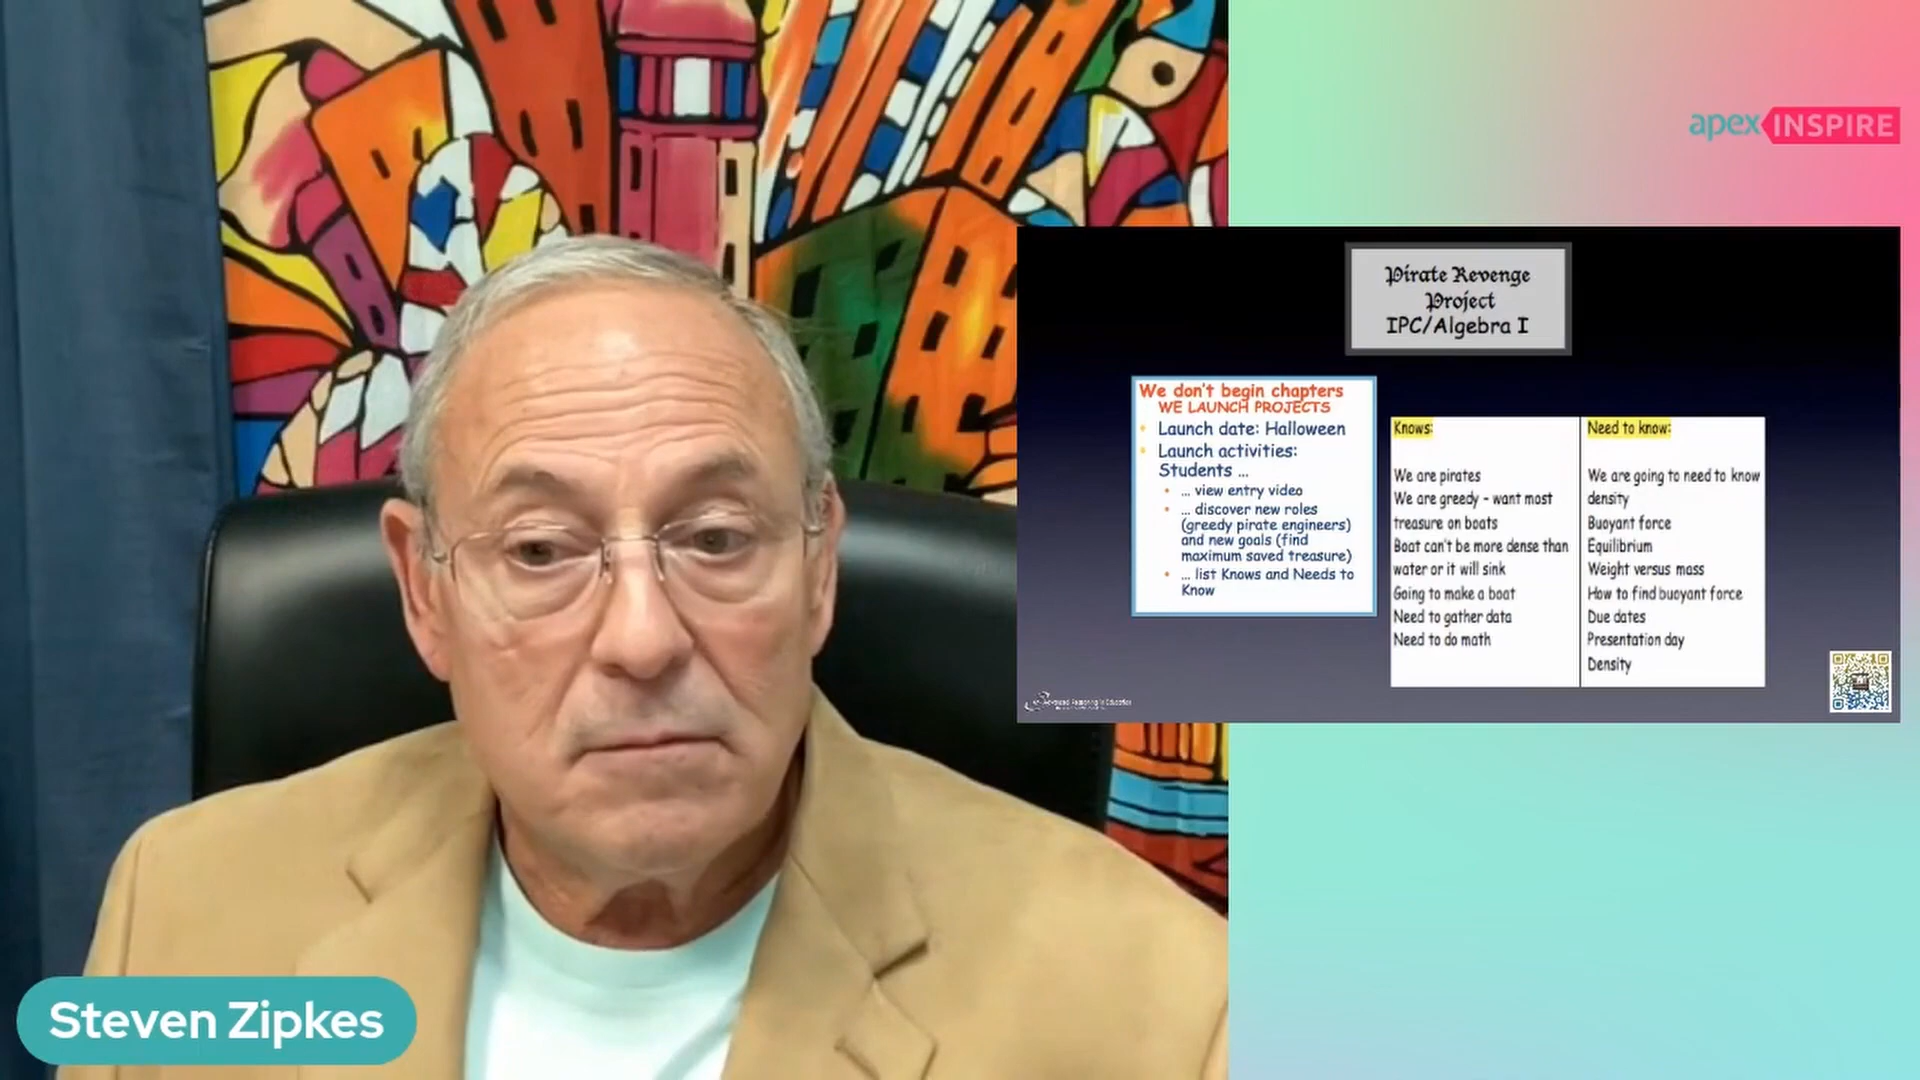 apex INSPIRE
Pirate Revenge
Project
IPC/Algebra I
We don't begin chapters
WE LAUNCH PROJECTS
Launch date: Halloween
Launch activities:
Students ...
... view entry video
... discover new roles
(greedy pirate engineers)
and new goals (find
maximum saved treasure)
... list Knows and Needs to
Know
Knows:
We are pirates
We are greedy - want most
treasure on boats
Boat can't be more dense than
water or it will sink
Going to make a boat
Need to gather data
Need to do math
Need to know:
We are going to need to know
density
Buoyant force
Equilibrium
Weight versus mass
How to find buoyant force
Due dates
Presentation day
Density
Advanced Reasoning in Education
Steven Zipkes